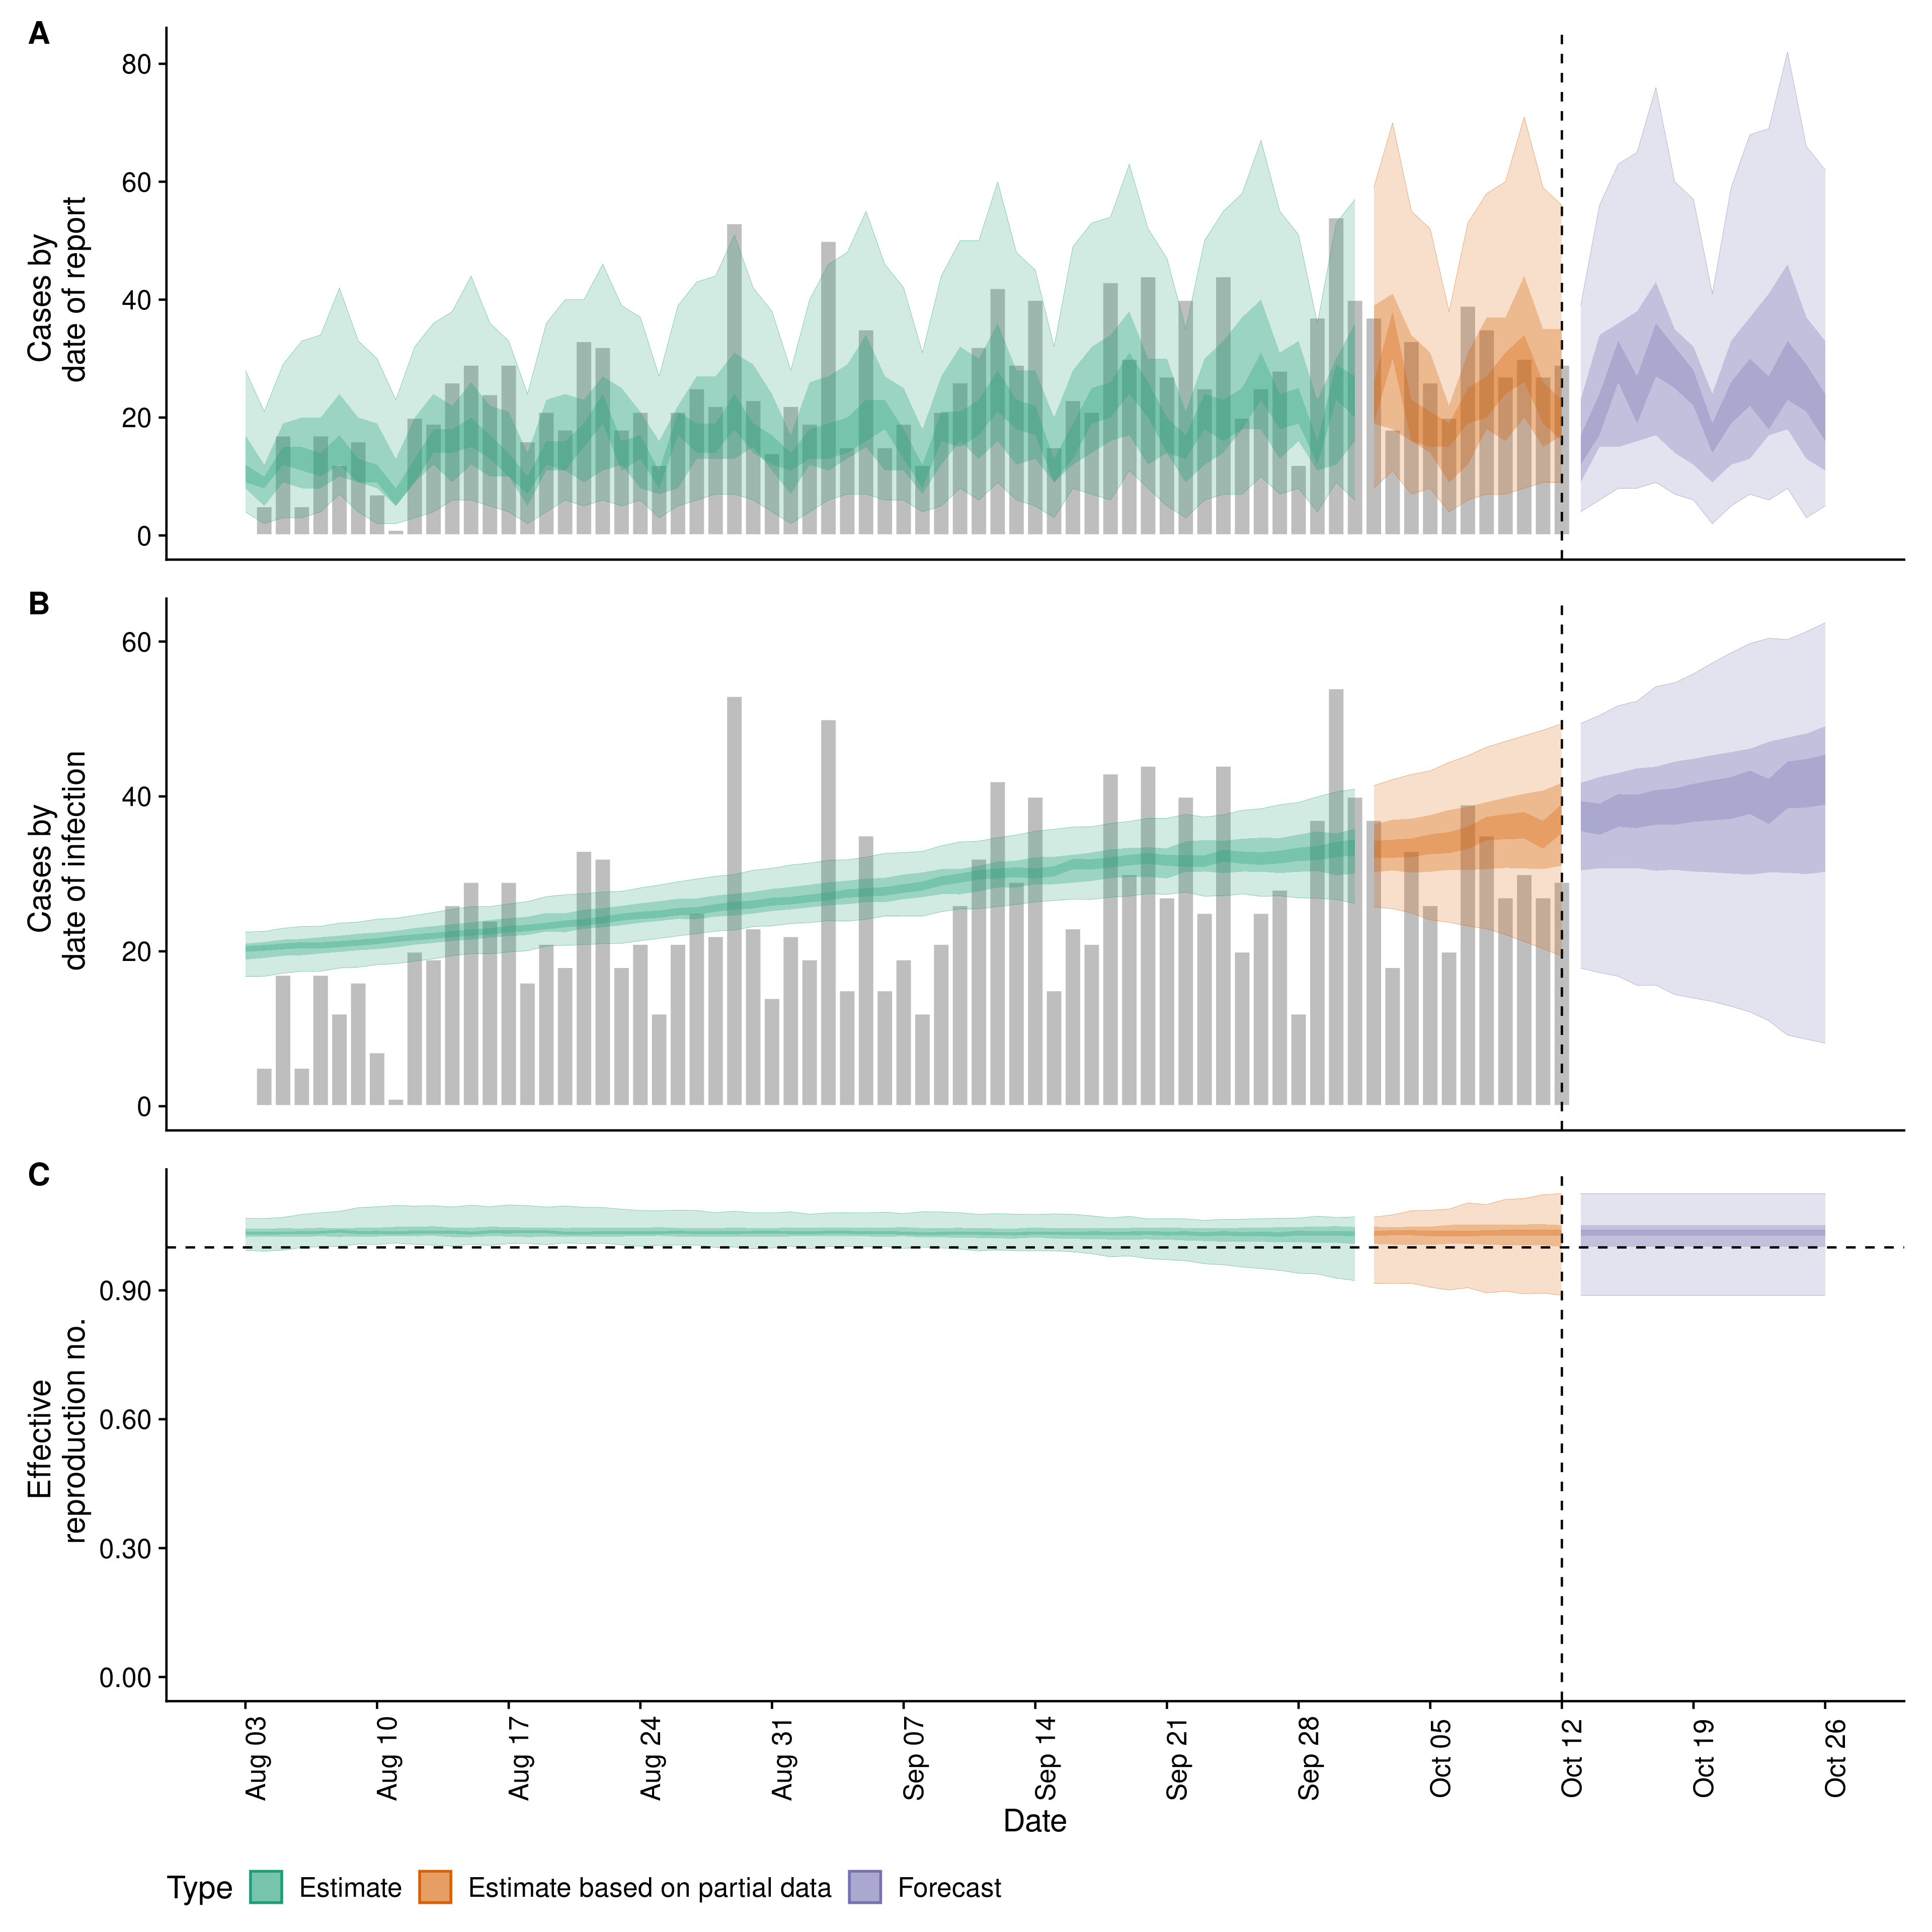 A
80
60
40
20
0
Cases by
date of report
B
60
40
20
0
Cases by
date of infection
C
0.90
0.60
0.30
0.00
Effective
reproduction no.
Aug 03
Aug 10
Aug 17
Aug 24
Aug 31
Sep 07
Sep 14
Sep 21
Sep 28
Oct 05
Oct 12
Oct 19
Oct 26
Date
Type Estimate Estimate based on partial data Forecast